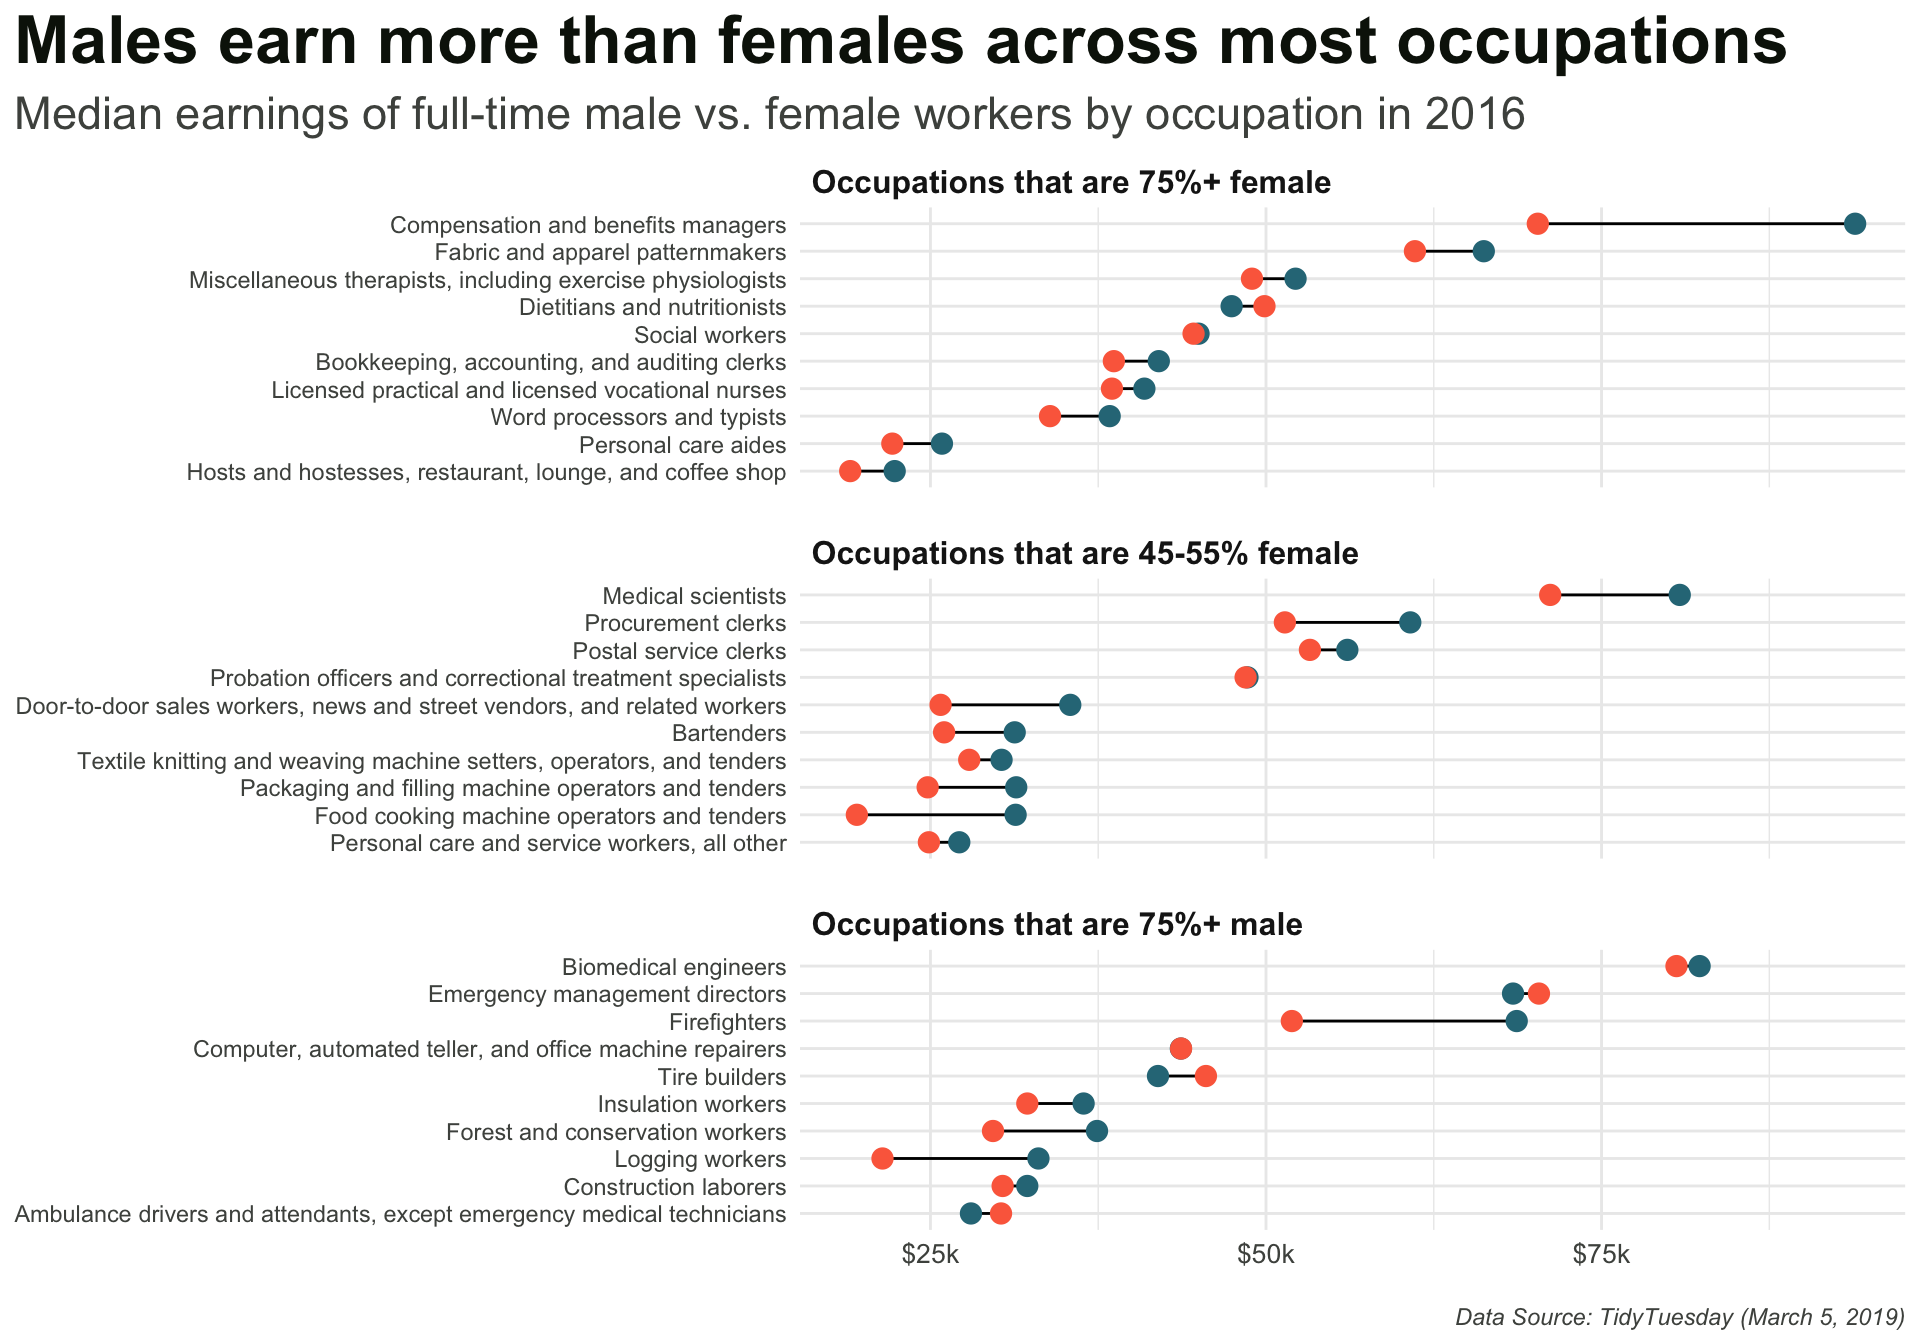 Males earn more than females across most occupations
Median earnings of full-time male vs. female workers by occupation in 2016
Occupations that are 75%+ female
Compensation and benefits managers
Fabric and apparel patternmakers
Miscellaneous therapists, including exercise physiologists
Dietitians and nutritionists
Social workers
Bookkeeping, accounting, and auditing clerks
Licensed practical and licensed vocational nurses
Word processors and typists
Personal care aides
Hosts and hostesses, restaurant, lounge, and coffee shop
Occupations that are 45-55% female
Medical scientists
Procurement clerks
Postal service clerks
Probation officers and correctional treatment specialists
Door-to-door sales workers, news and street vendors, and related workers
Bartenders
Textile knitting and weaving machine setters, operators, and tenders
Packaging and filling machine operators and tenders
Food cooking machine operators and tenders
Personal care and service workers, all other
Occupations that are 75%+ male
Biomedical engineers
Emergency management directors
Firefighters
Computer, automated teller, and office machine repairers
Tire builders
Insulation workers
Forest and conservation workers
Logging workers
Construction laborers
Ambulance drivers and attendants, except emergency medical technicians
$25k $50k $75k
Data Source: TidyTuesday (March 5, 2019)